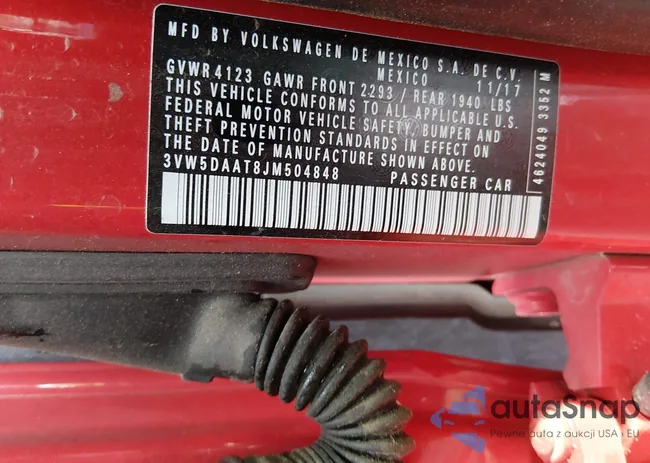 MFD BY VOLKSWAGEN DE MEXICO S.A. DE C.V.
MEXICO 11/17
GVWR 4123 GAWR FRONT 2293 / REAR 1940 LBS
THIS VEHICLE CONFORMS TO ALL APPLICABLE U.S.
FEDERAL MOTOR VEHICLE SAFETY, BUMPER AND
THEFT PREVENTION STANDARDS IN EFFECT ON
THE DATE OF MANUFACTURE SHOWN ABOVE.
3VW5DAAT8JM504848 PASSENGER CAR
4624049 3352 M
autaSnap
Pewne auta z aukcji USA i EU